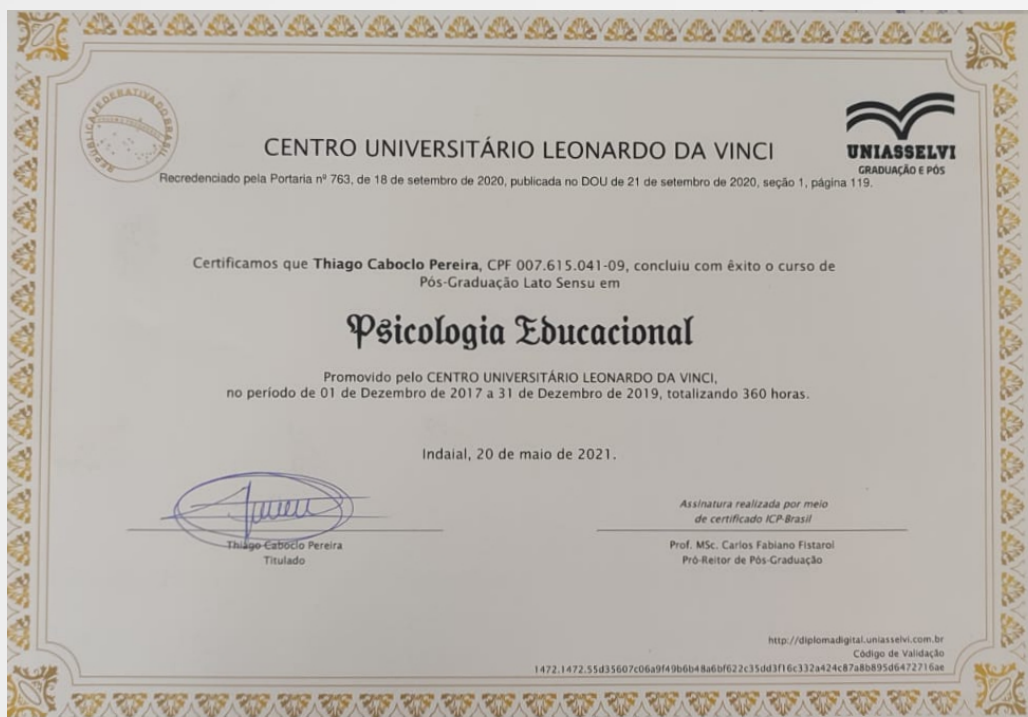 REPÚBLICA FEDERATIVA DO BRASIL
CENTRO UNIVERSITÁRIO LEONARDO DA VINCI
UNIASSELVI
GRADUAÇÃO E PÓS
Recredenciado pela Portaria nº 763, de 18 de setembro de 2020, publicada no DOU de 21 de setembro de 2020, seção 1, página 119.
Certificamos que Thiago Caboclo Pereira, CPF 007.615.041-09, concluiu com êxito o curso de
Pós-Graduação Lato Sensu em
Psicologia Educacional
Promovido pelo CENTRO UNIVERSITÁRIO LEONARDO DA VINCI,
no período de 01 de Dezembro de 2017 a 31 de Dezembro de 2019, totalizando 360 horas.
Indaial, 20 de maio de 2021.
Thiago Caboclo Pereira
Titulado
Assinatura realizada por meio
de certificado ICP-Brasil
Prof. MSc. Carlos Fabiano Fistarol
Pró-Reitor de Pós-Graduação
http://diplomadigital.uniasselvi.com.br
Código de Validação